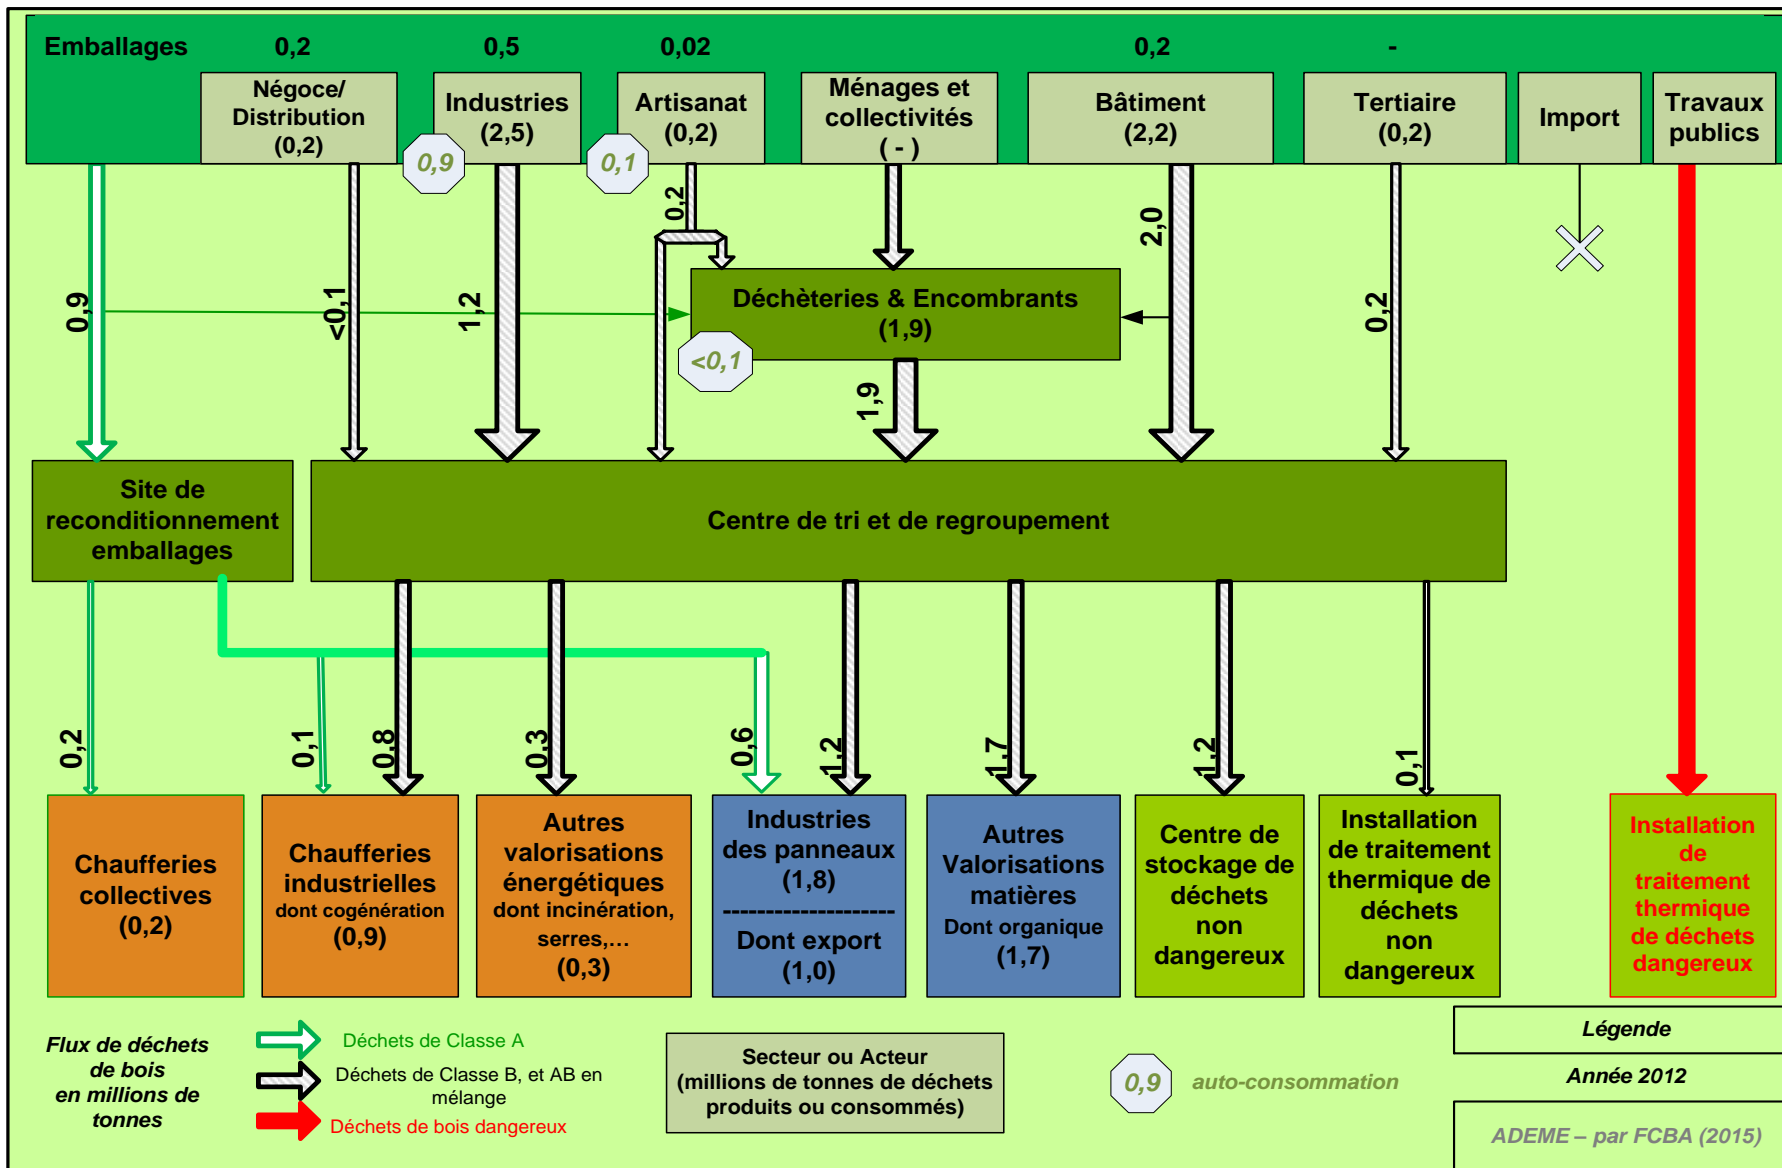 Emballages 0,2 0,5 0,02 0,2 -
Négoce/
Distribution
(0,2)
Industries
(2,5)
Artisanat
(0,2)
Ménages et
collectivités
( - )
Bâtiment
(2,2)
Tertiaire
(0,2)
Import
Travaux
publics
0,9
0,1
0,2
2,0
0,9
<0,1
1,2
0,2
Déchèteries & Encombrants
(1,9)
<0,1
1,9
Site de
reconditionnement
emballages
Centre de tri et de regroupement
0,2
0,1
0,8
0,3
0,6
1,2
1,7
1,2
0,1
Chaufferies
collectives
(0,2)
Chaufferies
industrielles
dont cogénération
(0,9)
Autres
valorisations
énergétiques
dont incinération,
serres,...
(0,3)
Industries
des panneaux
(1,8)
--------------------
Dont export
(1,0)
Autres
Valorisations
matières
Dont organique
(1,7)
Centre de
stockage de
déchets
non
dangereux
Installation
de traitement
thermique de
déchets
non
dangereux
Installation
de
traitement
thermique
de déchets
dangereux
Flux de déchets
de bois
en millions de
tonnes
Déchets de Classe A
Déchets de Classe B, et AB en
mélange
Déchets de bois dangereux
Secteur ou Acteur
(millions de tonnes de déchets
produits ou consommés)
0,9
auto-consommation
Légende
Année 2012
ADEME – par FCBA (2015)